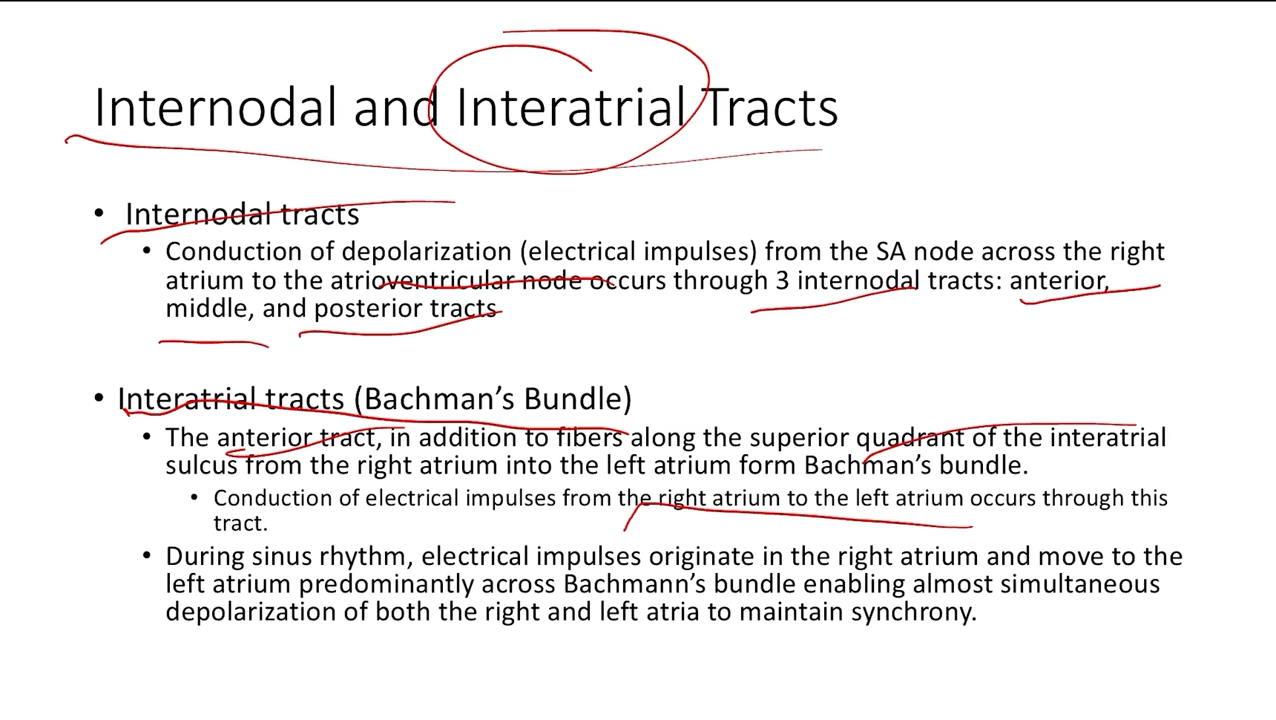 Internodal and Interatrial Tracts
• Internodal tracts
• Conduction of depolarization (electrical impulses) from the SA node across the right
atrium to the atrioventricular node occurs through 3 internodal tracts: anterior,
middle, and posterior tracts
• Interatrial tracts (Bachman’s Bundle)
• The anterior tract, in addition to fibers along the superior quadrant of the interatrial
sulcus from the right atrium into the left atrium form Bachman’s bundle.
• Conduction of electrical impulses from the right atrium to the left atrium occurs through this
tract.
• During sinus rhythm, electrical impulses originate in the right atrium and move to the
left atrium predominantly across Bachmann’s bundle enabling almost simultaneous
depolarization of both the right and left atria to maintain synchrony.